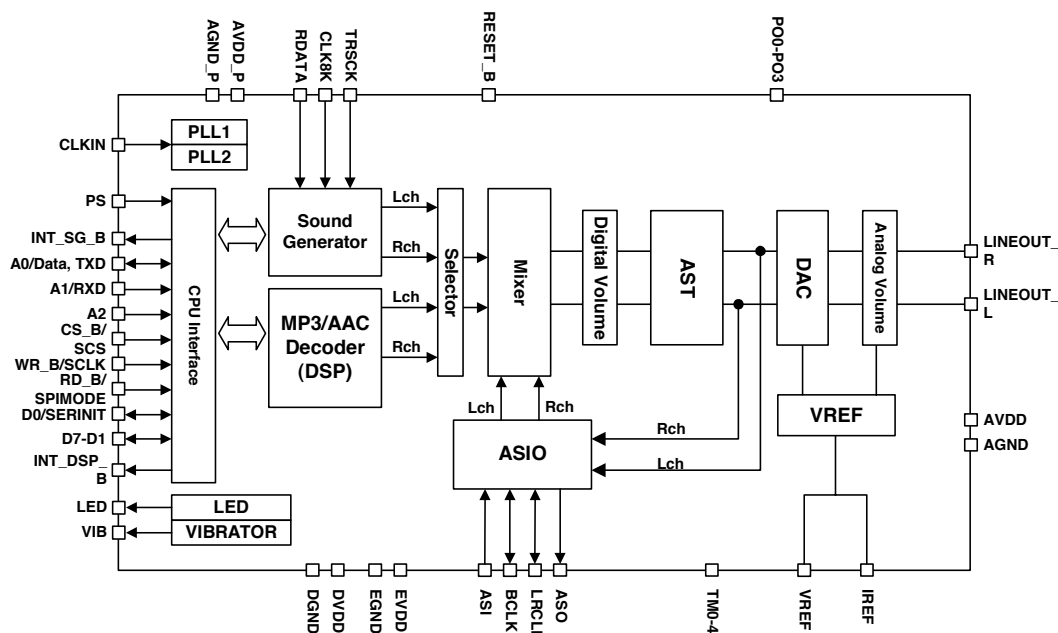 AGND_P
AVDD_P
RDATA
CLK8K
TRSCK
RESET_B
PO0-PO3
CLKIN
PLL1
PLL2
PS
INT_SG_B
A0/Data, TXD
A1/RXD
A2
CS_B/
SCS
WR_B/SCLK
RD_B/
SPIMODE
D0/SERINIT
D7-D1
INT_DSP_
B
LED
VIB
CPU Interface
Sound
Generator
MP3/AAC
Decoder
(DSP)
Lch
Rch
Lch
Rch
Selector
Mixer
Digital Volume
AST
DAC
Analog Volume
LINEOUT_
R
LINEOUT_
L
Lch
Rch
ASIO
Rch
Lch
VREF
AVDD
AGND
LED
VIBRATOR
DGND
DVDD
EGND
EVDD
ASI
BCLK
ASO
TM0-4
VREF
IREF